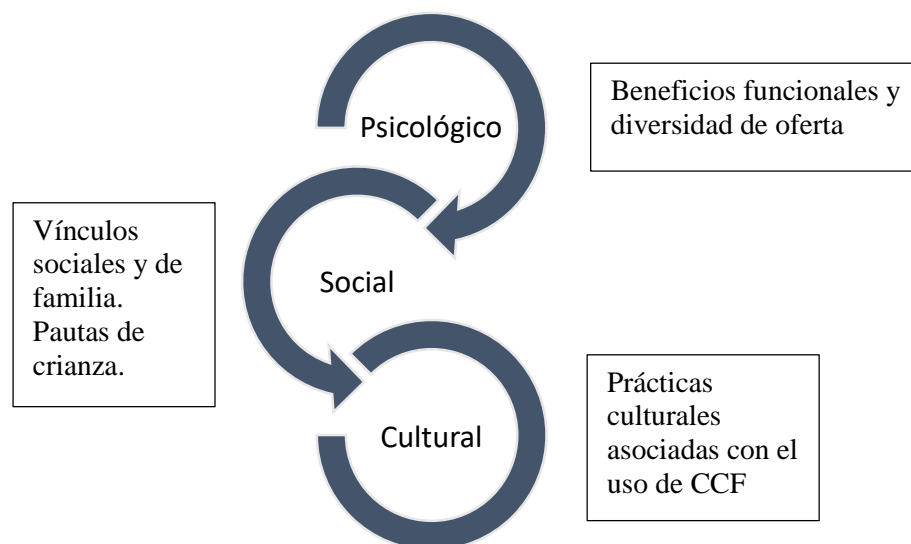 Psicológico
Beneficios funcionales y
diversidad de oferta
Vínculos
sociales y de
familia.
Pautas de
crianza.
Social
Cultural
Prácticas
culturales
asociadas con el
uso de CCF